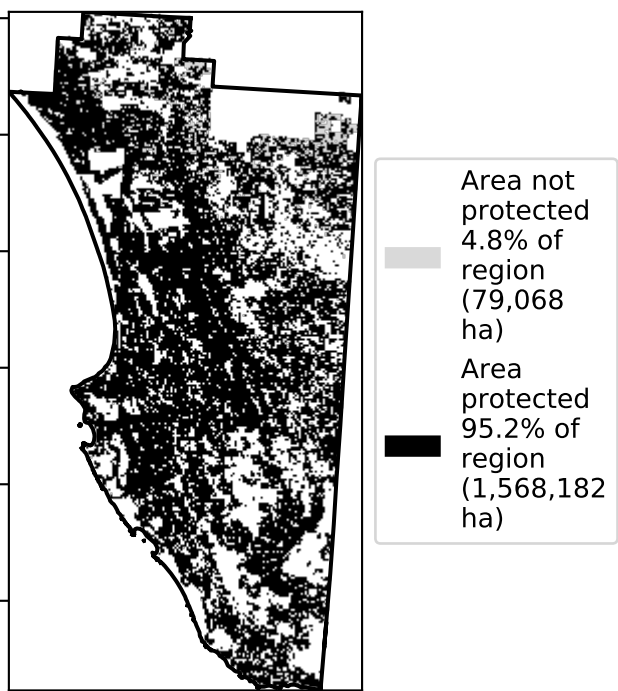 Area not
protected
4.8% of
region
(79,068
ha)
Area
protected
95.2% of
region
(1,568,182
ha)